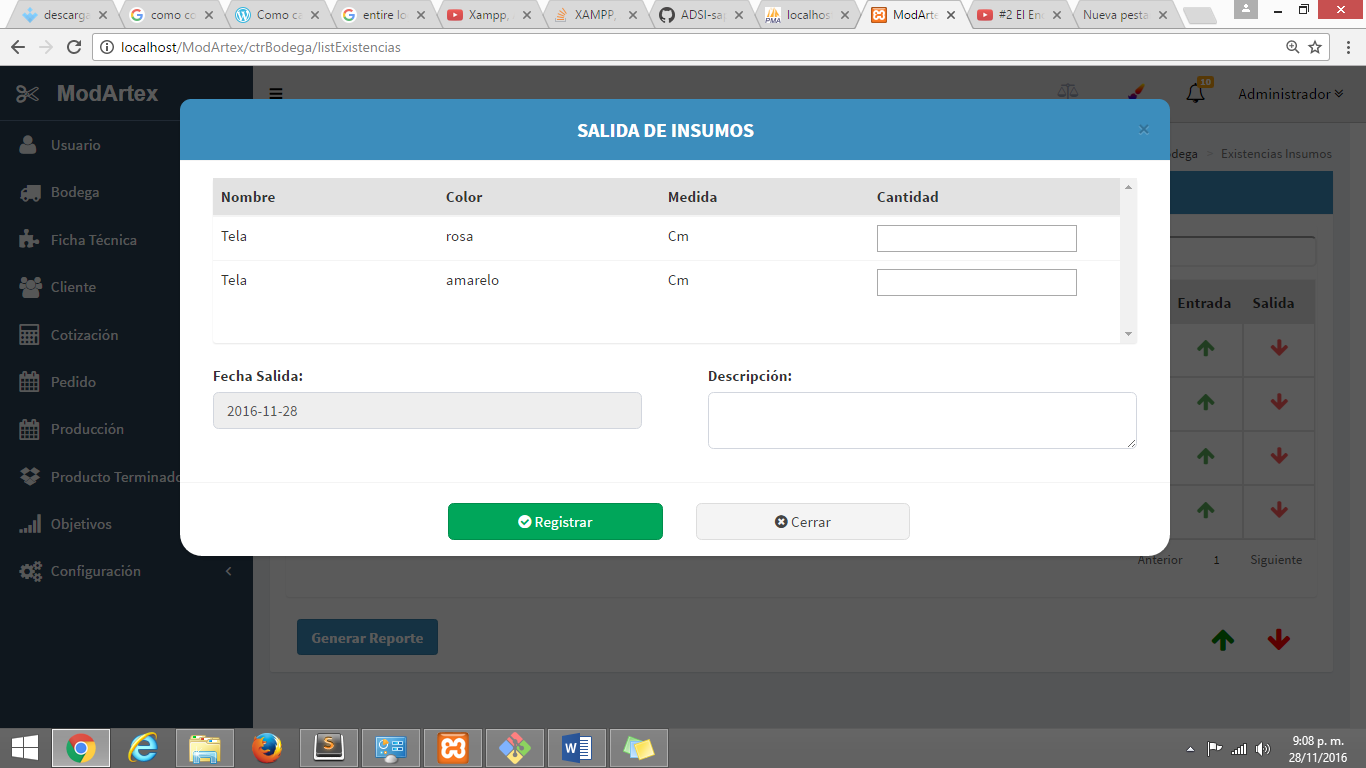 descarga
como co
Como ca
entire lo
Xampp,
XAMPP,
ADSI-sa
localhos
ModArte
#2 El En
Nueva pesta
localhost/ModArtex/ctrBodega/listExistencias
ModArtex
10
Administrador
Usuario
Bodega
Ficha Técnica
Cliente
Cotización
Pedido
Producción
Producto Terminado
Objetivos
Configuración
odega > Existencias Insumos
SALIDA DE INSUMOS
×
Nombre Color Medida Cantidad
Tela rosa Cm
Tela amarelo Cm
Fecha Salida: Descripción:
2016-11-28
Registrar Cerrar
Entrada Salida
Anterior 1 Siguiente
Generar Reporte
9:08 p. m.
28/11/2016